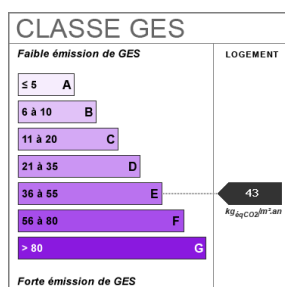 CLASSE GES
Faible émission de GES
LOGEMENT
≤ 5 A
6 à 10 B
11 à 20 C
21 à 35 D
36 à 55 E
43
kgéqCO2/m².an
56 à 80 F
> 80 G
Forte émission de GES